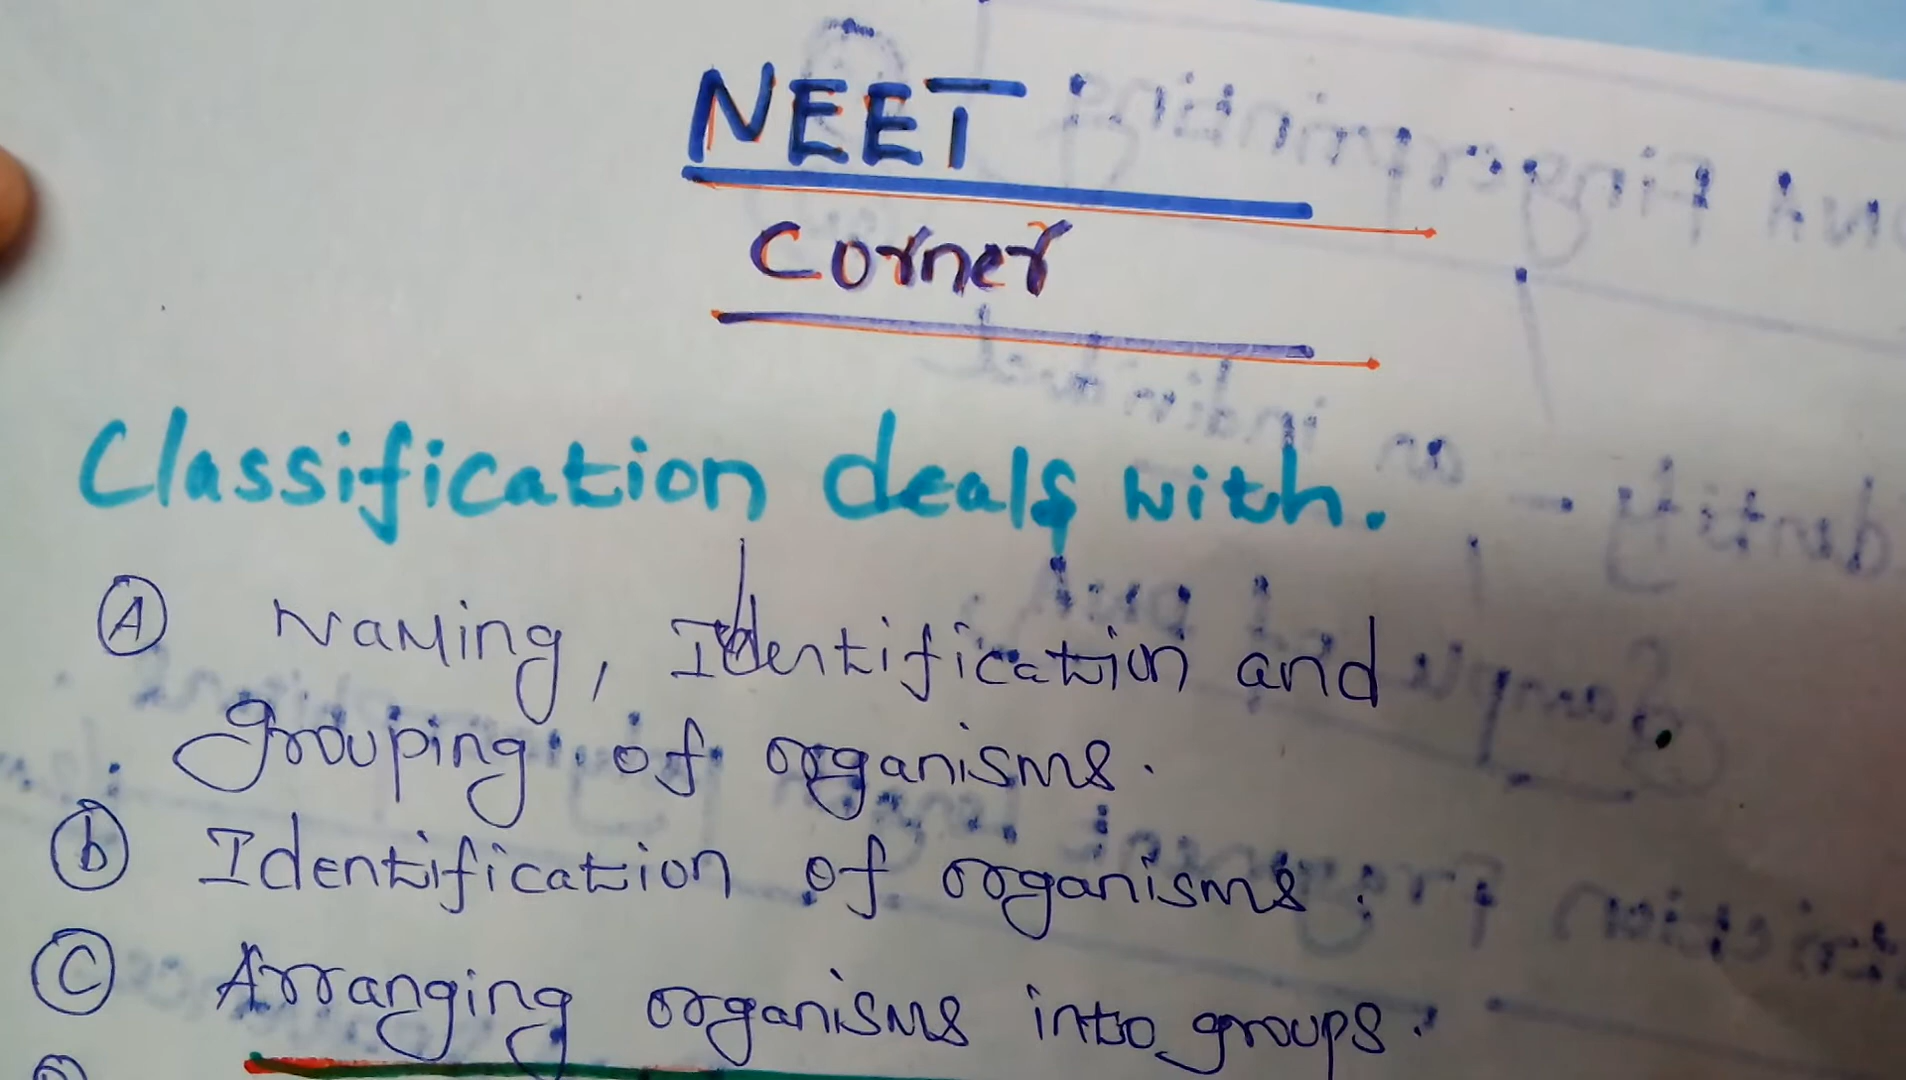 NEET
Corner
Classification deals with.
A Naming, Identification and
grouping of organisms.
b Identification of organisms.
C Arranging organisms into groups.